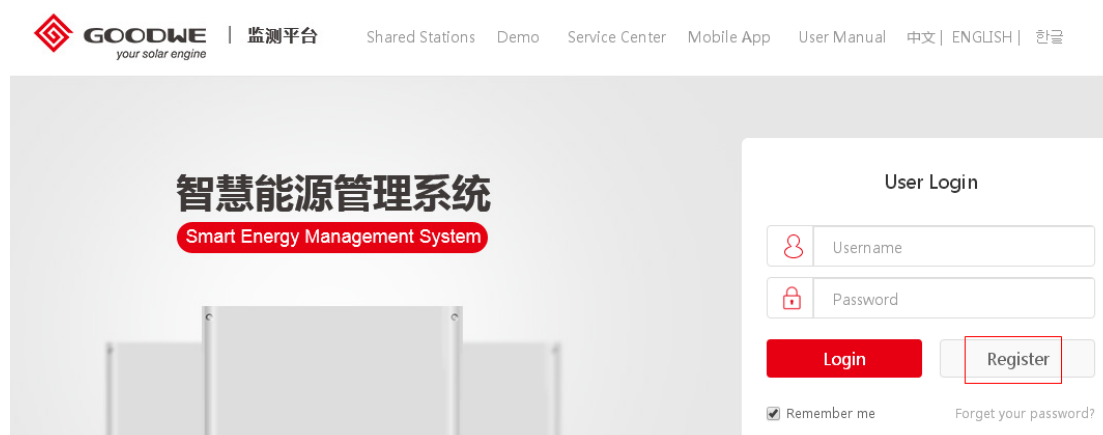 GOODWE
your solar engine
监测平台
Shared Stations Demo Service Center Mobile App User Manual 中文 | ENGLISH | 한글
智慧能源管理系统
Smart Energy Management System
User Login
Username
Password
Login Register
Remember me Forget your password?